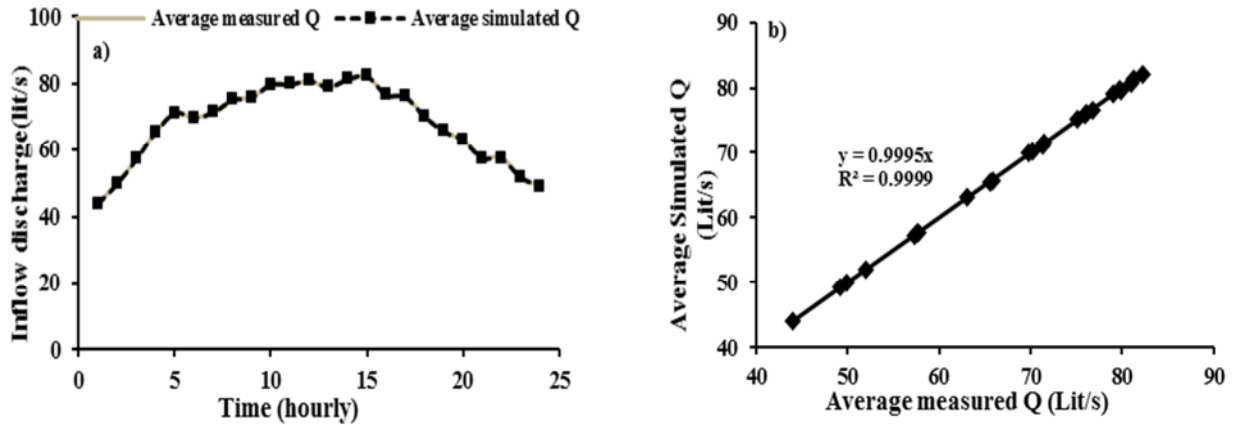 Average measured Q
Average simulated Q
a)
Inflow discharge(lit/s)
100
80
60
40
20
0
0 5 10 15 20 25
Time (hourly)
b)
Average Simulated Q
(Lit/s)
90
80
70
60
50
40
y = 0.9995x
R² = 0.9999
40 50 60 70 80 90
Average measured Q (Lit/s)